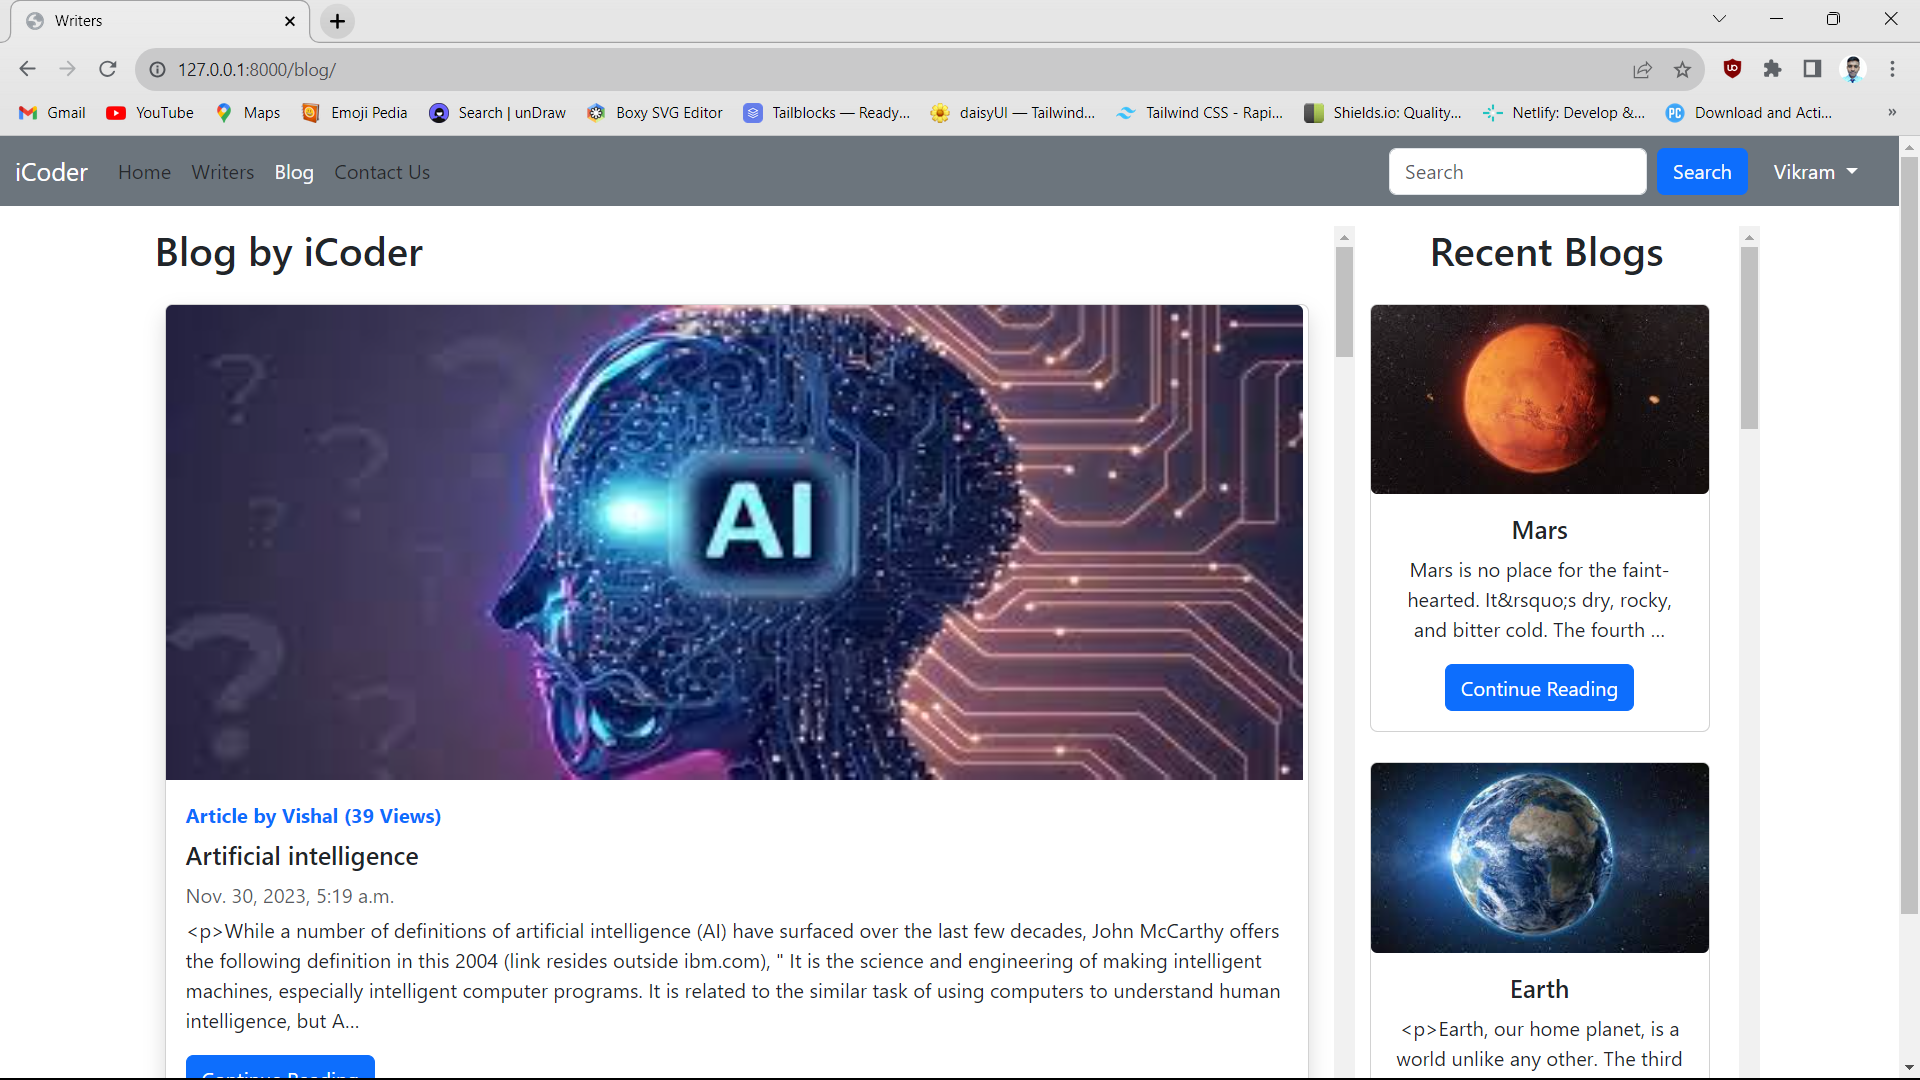 Writers
127.0.0.1:8000/blog/
Gmail
YouTube
Maps
Emoji Pedia
Search | unDraw
Boxy SVG Editor
Tailblocks — Ready...
daisyUI — Tailwind...
Tailwind CSS - Rapi...
Shields.io: Quality...
Netlify: Develop &...
PC
Download and Acti...
»
iCoder
Home
Writers
Blog
Contact Us
Search
Search
Vikram
Blog by iCoder
AI
Article by Vishal (39 Views)
Artificial intelligence
Nov. 30, 2023, 5:19 a.m.
<p>While a number of definitions of artificial intelligence (AI) have surfaced over the last few decades, John McCarthy offers
the following definition in this 2004 (link resides outside ibm.com), " It is the science and engineering of making intelligent
machines, especially intelligent computer programs. It is related to the similar task of using computers to understand human
intelligence, but A...
Continue Reading
Recent Blogs
Mars
Mars is no place for the faint-
hearted. It&rsquo;s dry, rocky,
and bitter cold. The fourth ...
Continue Reading
Earth
<p>Earth, our home planet, is a
world unlike any other. The third